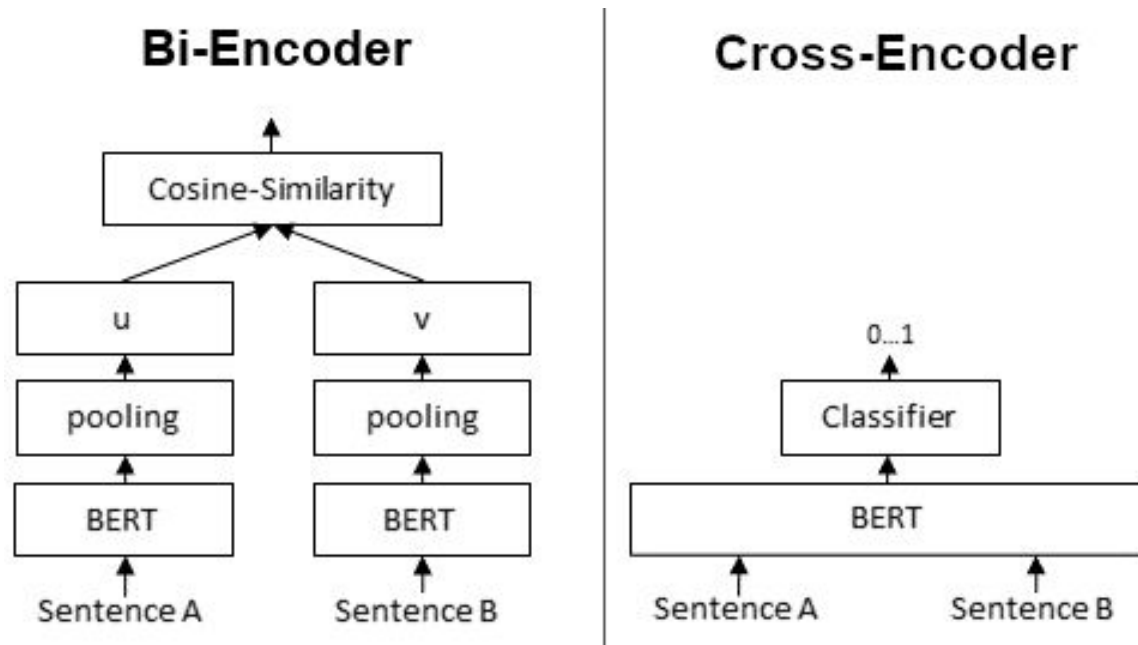 Bi-Encoder
Cosine-Similarity
u
v
pooling
pooling
BERT
BERT
Sentence A
Sentence B
Cross-Encoder
0...1
Classifier
BERT
Sentence A
Sentence B